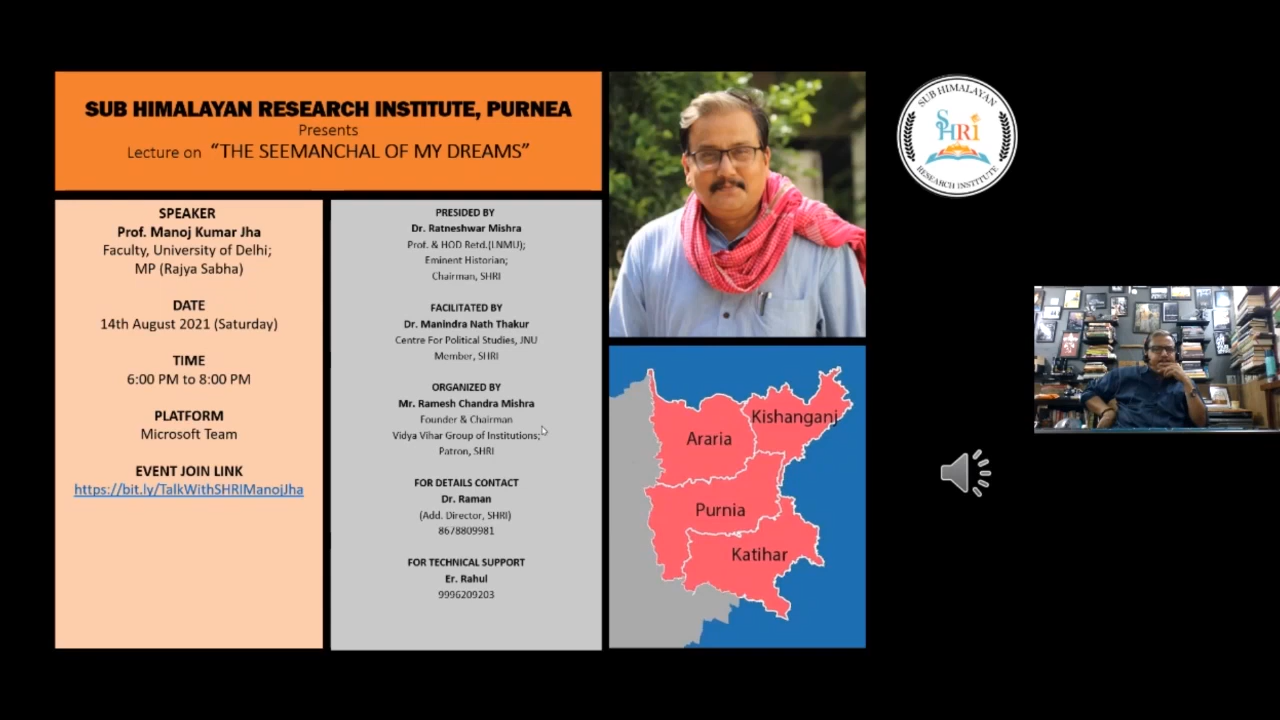 SUB HIMALAYAN RESEARCH INSTITUTE, PURNEA
Presents
Lecture on "THE SEEMANCHAL OF MY DREAMS"
SPEAKER
Prof. Manoj Kumar Jha
Faculty, University of Delhi;
MP (Rajya Sabha)
DATE
14th August 2021 (Saturday)
TIME
6:00 PM to 8:00 PM
PLATFORM
Microsoft Team
EVENT JOIN LINK
https://bit.ly/TalkWithSHRIManojJha
PRESIDED BY
Dr. Ratneshwar Mishra
Prof. & HOD Retd.(LNMU);
Eminent Historian;
Chairman, SHRI
FACILITATED BY
Dr. Manindra Nath Thakur
Centre For Political Studies, JNU
Member, SHRI
ORGANIZED BY
Mr. Ramesh Chandra Mishra
Founder & Chairman
Vidya Vihar Group of Institutions;
Patron, SHRI
FOR DETAILS CONTACT
Dr. Raman
(Add. Director, SHRI)
8678809981
FOR TECHNICAL SUPPORT
Er. Rahul
9996209203
Kishanganj
Araria
Purnia
Katihar
SUB HIMALAYAN
SHRI
RESEARCH INSTITUTE